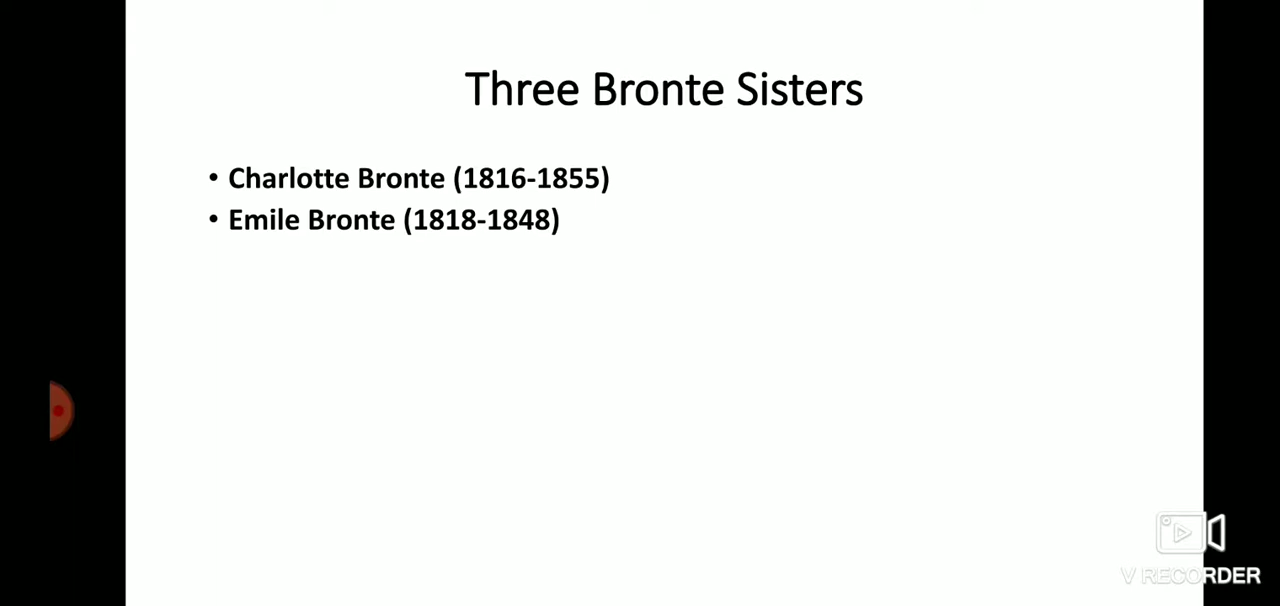 Three Bronte Sisters
• Charlotte Bronte (1816-1855)
• Emile Bronte (1818-1848)
V RECORDER